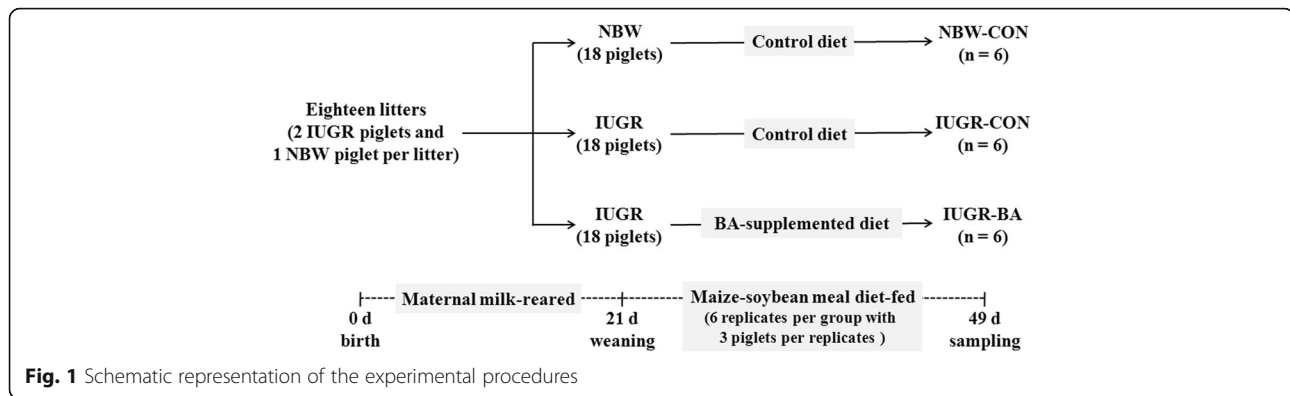 NBW
(18 piglets)
Control diet
NBW-CON
(n = 6)
Eighteen litters
(2 IUGR piglets and
1 NBW piglet per litter)
IUGR
(18 piglets)
Control diet
IUGR-CON
(n = 6)
IUGR
(18 piglets)
BA-supplemented diet
IUGR-BA
(n = 6)
Maternal milk-reared
Maize-soybean meal diet-fed
(6 replicates per group with
3 piglets per replicates )
0 d
birth
21 d
weaning
49 d
sampling
Fig. 1 Schematic representation of the experimental procedures